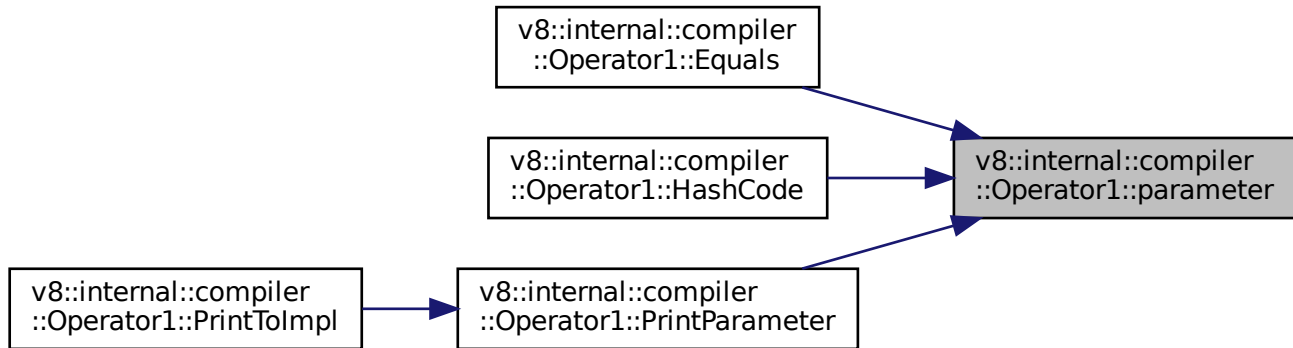 v8::internal::compiler
::Operator1::Equals
v8::internal::compiler
::Operator1::HashCode
v8::internal::compiler
::Operator1::parameter
v8::internal::compiler
::Operator1::PrintToImpl
v8::internal::compiler
::Operator1::PrintParameter